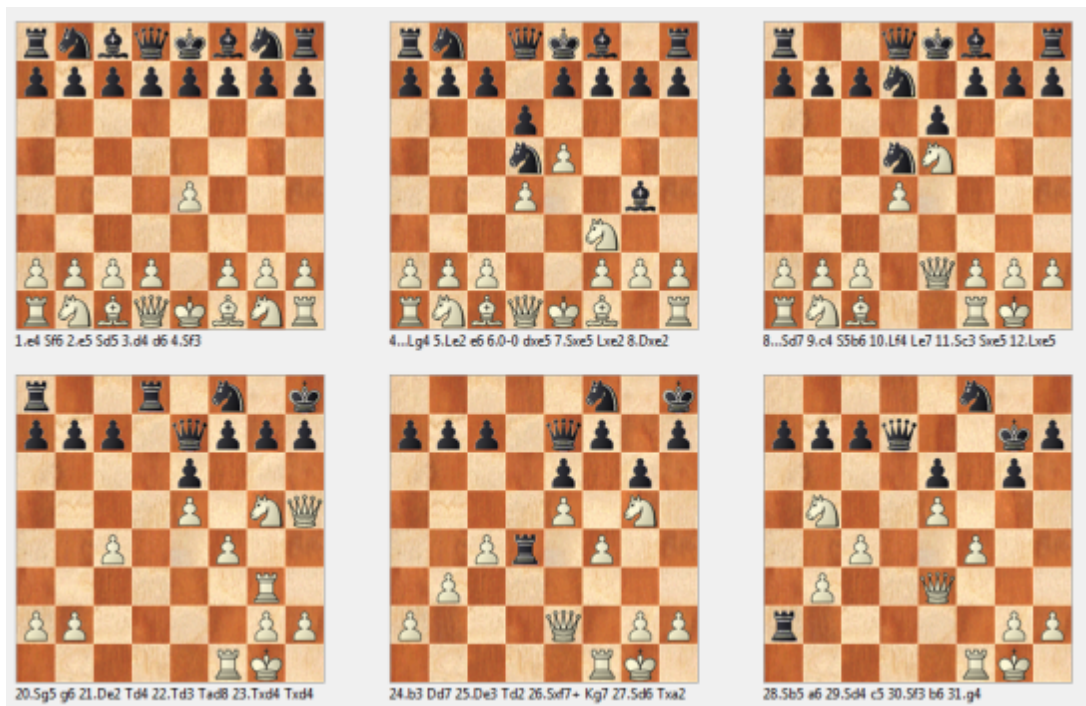 1.e4 Sf6 2.e5 Sd5 3.d4 d6 4.Sf3
4...Lg4 5.Le2 e6 6.0-0 dxe5 7.Sxe5 Lxe2 8.Dxe2
8...Sd7 9.c4 S5b6 10.Lf4 Le7 11.Sc3 Sxe5 12.Lxe5
20.Sg5 g6 21.De2 Td4 22.Td3 Tad8 23.Txd4 Txd4
24.b3 Dd7 25.De3 Td2 26.Sxf7+ Kg7 27.Sd6 Txa2
28.Sb5 a6 29.Sd4 c5 30.Sf3 b6 31.g4